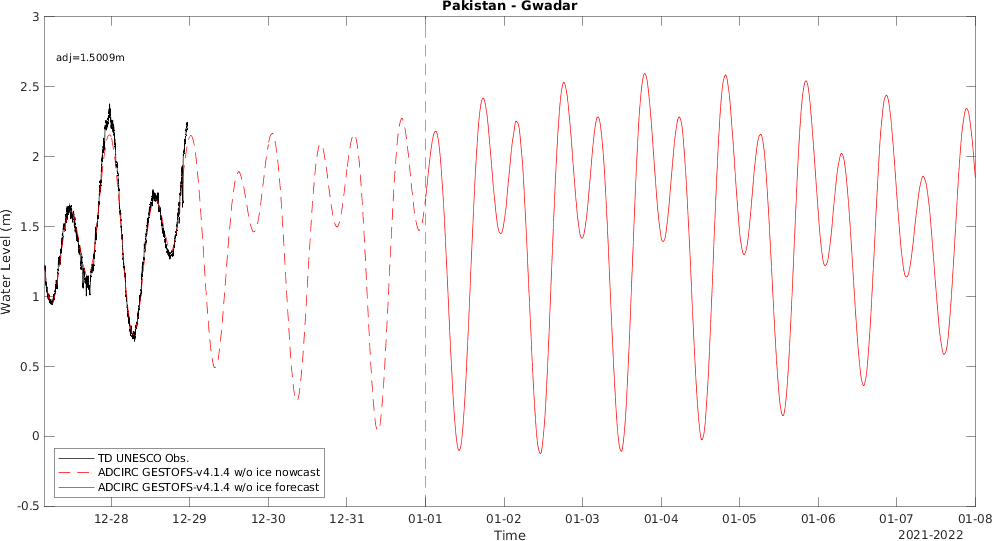 Pakistan - Gwadar
adj=1.5009m
Water Level (m)
3
2.5
2
1.5
1
0.5
0
-0.5
TD UNESCO Obs.
ADCIRC GESTOFS-v4.1.4 w/o ice nowcast
ADCIRC GESTOFS-v4.1.4 w/o ice forecast
12-28 12-29 12-30 12-31 01-01 01-02 01-03 01-04 01-05 01-06 01-07 01-08
Time
2021-2022